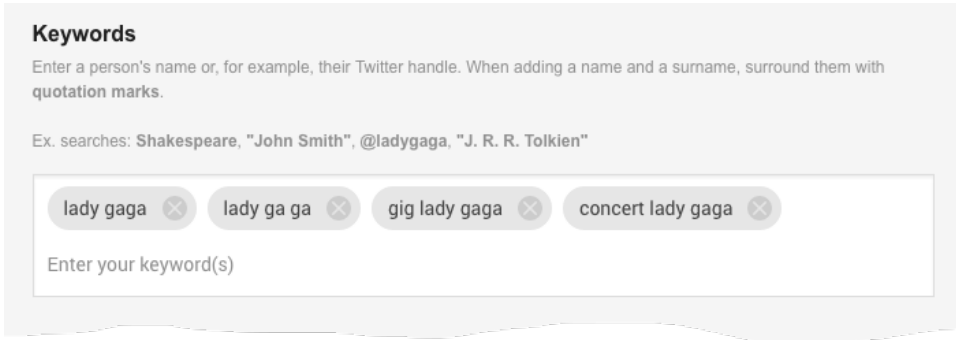 Keywords
Enter a person's name or, for example, their Twitter handle. When adding a name and a surname, surround them with
quotation marks.
Ex. searches: Shakespeare, "John Smith", @ladygaga, "J. R. R. Tolkien"
lady gaga lady ga ga gig lady gaga concert lady gaga
Enter your keyword(s)